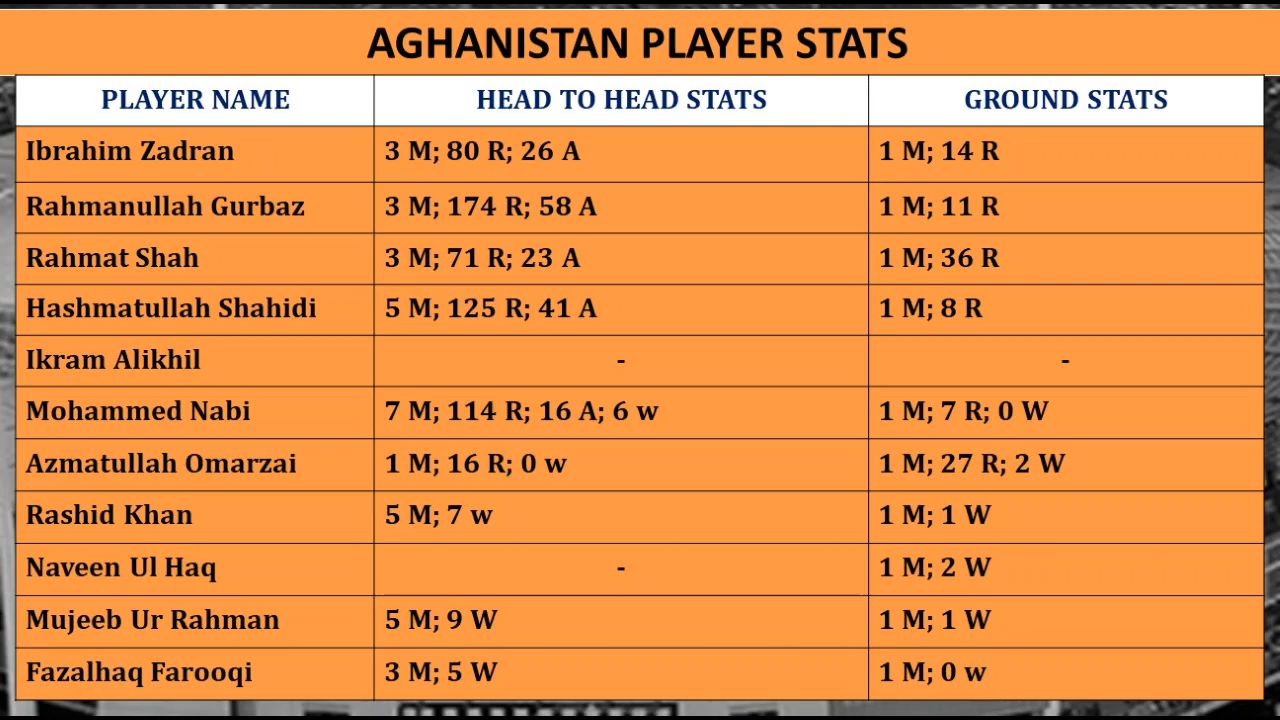 AGHANISTAN PLAYER STATS
PLAYER NAME HEAD TO HEAD STATS GROUND STATS
Ibrahim Zadran 3 M; 80 R; 26 A 1 M; 14 R
Rahmanullah Gurbaz 3 M; 174 R; 58 A 1 M; 11 R
Rahmat Shah 3 M; 71 R; 23 A 1 M; 36 R
Hashmatullah Shahidi 5 M; 125 R; 41 A 1 M; 8 R
Ikram Alikhil - -
Mohammed Nabi 7 M; 114 R; 16 A; 6 w 1 M; 7 R; 0 W
Azmatullah Omarzai 1 M; 16 R; 0 w 1 M; 27 R; 2 W
Rashid Khan 5 M; 7 w 1 M; 1 W
Naveen Ul Haq - 1 M; 2 W
Mujeeb Ur Rahman 5 M; 9 W 1 M; 1 W
Fazalhaq Farooqi 3 M; 5 W 1 M; 0 w